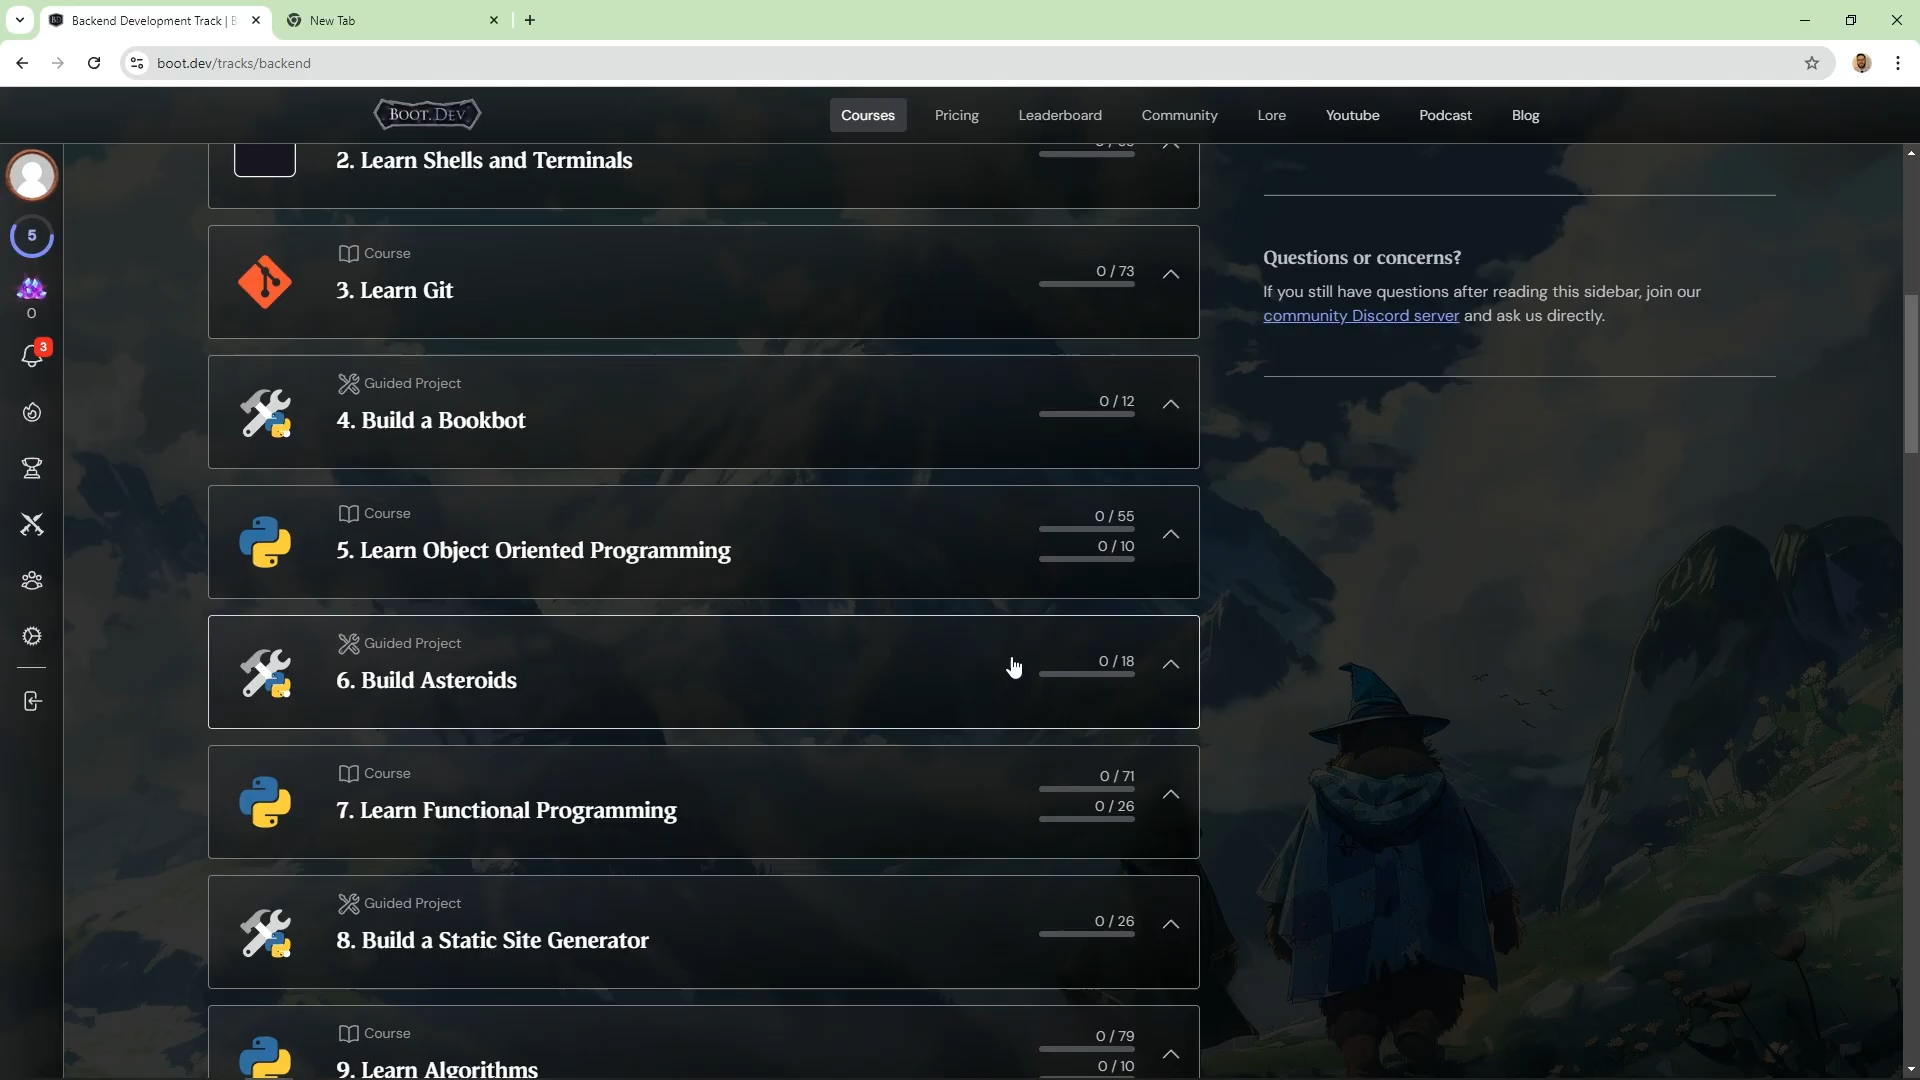 Backend Development Track | B
New Tab
boot.dev/tracks/backend
BOOT.DEV
Courses
Pricing
Leaderboard
Community
Lore
Youtube
Podcast
Blog
2. Learn Shells and Terminals
5
0
3
Course
3. Learn Git
0 / 73
Guided Project
4. Build a Bookbot
0 / 12
Course
5. Learn Object Oriented Programming
0 / 55
0 / 10
Guided Project
6. Build Asteroids
0 / 18
Course
7. Learn Functional Programming
0 / 71
0 / 26
Guided Project
8. Build a Static Site Generator
0 / 26
Course
9. Learn Algorithms
0 / 79
0 / 10
Questions or concerns?
If you still have questions after reading this sidebar, join our
community Discord server and ask us directly.